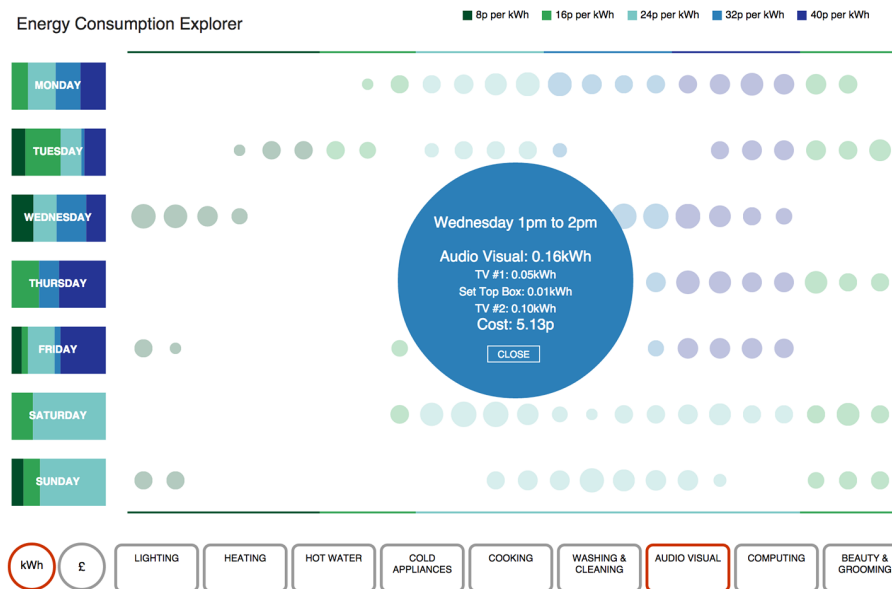 Energy Consumption Explorer
8p per kWh
16p per kWh
24p per kWh
32p per kWh
40p per kWh
MONDAY
TUESDAY
WEDNESDAY
THURSDAY
FRIDAY
SATURDAY
SUNDAY
Wednesday 1pm to 2pm
Audio Visual: 0.16kWh
TV #1: 0.05kWh
Set Top Box: 0.01kWh
TV #2: 0.10kWh
Cost: 5.13p
CLOSE
kWh
£
LIGHTING
HEATING
HOT WATER
COLD
APPLIANCES
COOKING
WASHING &
CLEANING
AUDIO VISUAL
COMPUTING
BEAUTY &
GROOMING